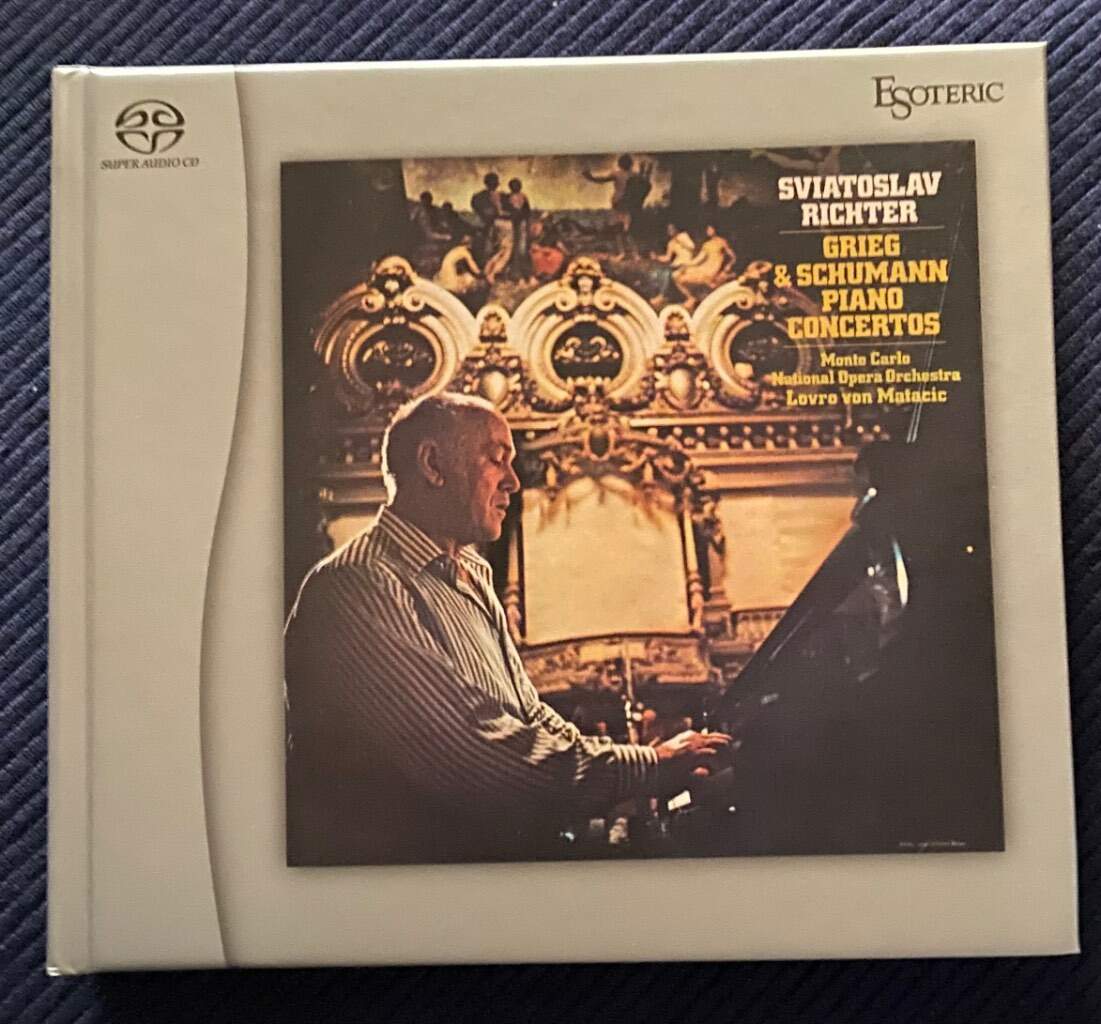 SUPER AUDIO CD
ESOTERIC
SVIATOSLAV
RICHTER
GRIEG
& SCHUMANN
PIANO
CONCERTOS
Monte Carlo
National Opera Orchestra
Lovro von Matacic